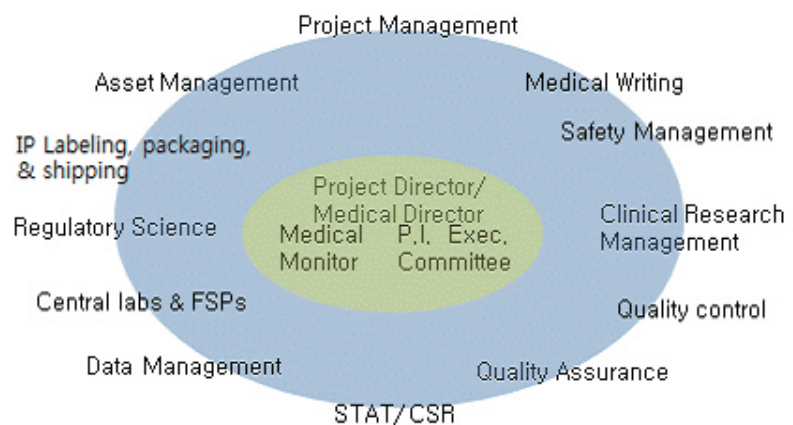 Project Management
Asset Management
Medical Writing
Safety Management
IP Labeling, packaging,
& shipping
Project Director/
Medical Director
Medical P.I. Exec.
Monitor Committee
Regulatory Science
Clinical Research
Management
Central labs & FSPs
Quality control
Data Management
Quality Assurance
STAT/CSR